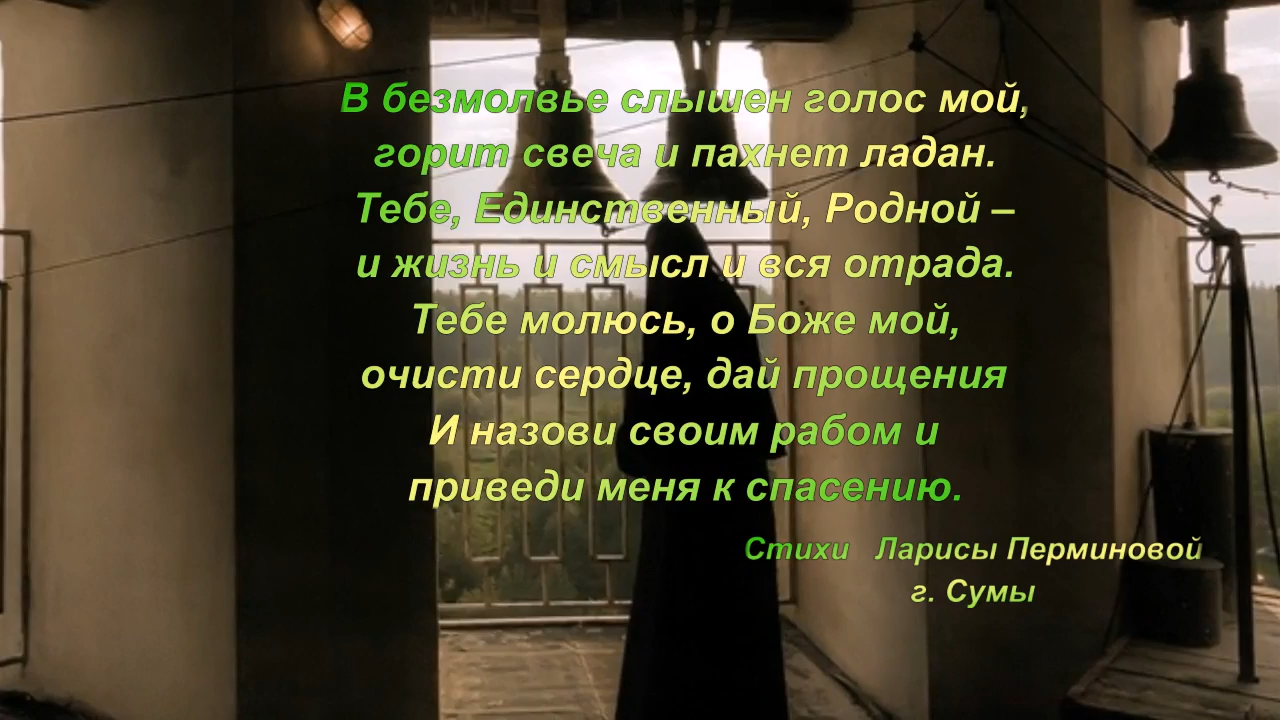 В безмолвье слышен голос мой,
горит свеча и пахнет ладан.
Тебе, Единственный, Родной –
и жизнь и смысл и вся отрада.
Тебе молюсь, о Боже мой,
очисти сердце, дай прощения
И назови своим рабом и
приведи меня к спасению.
Стихи Ларисы Перминовой
г. Сумы